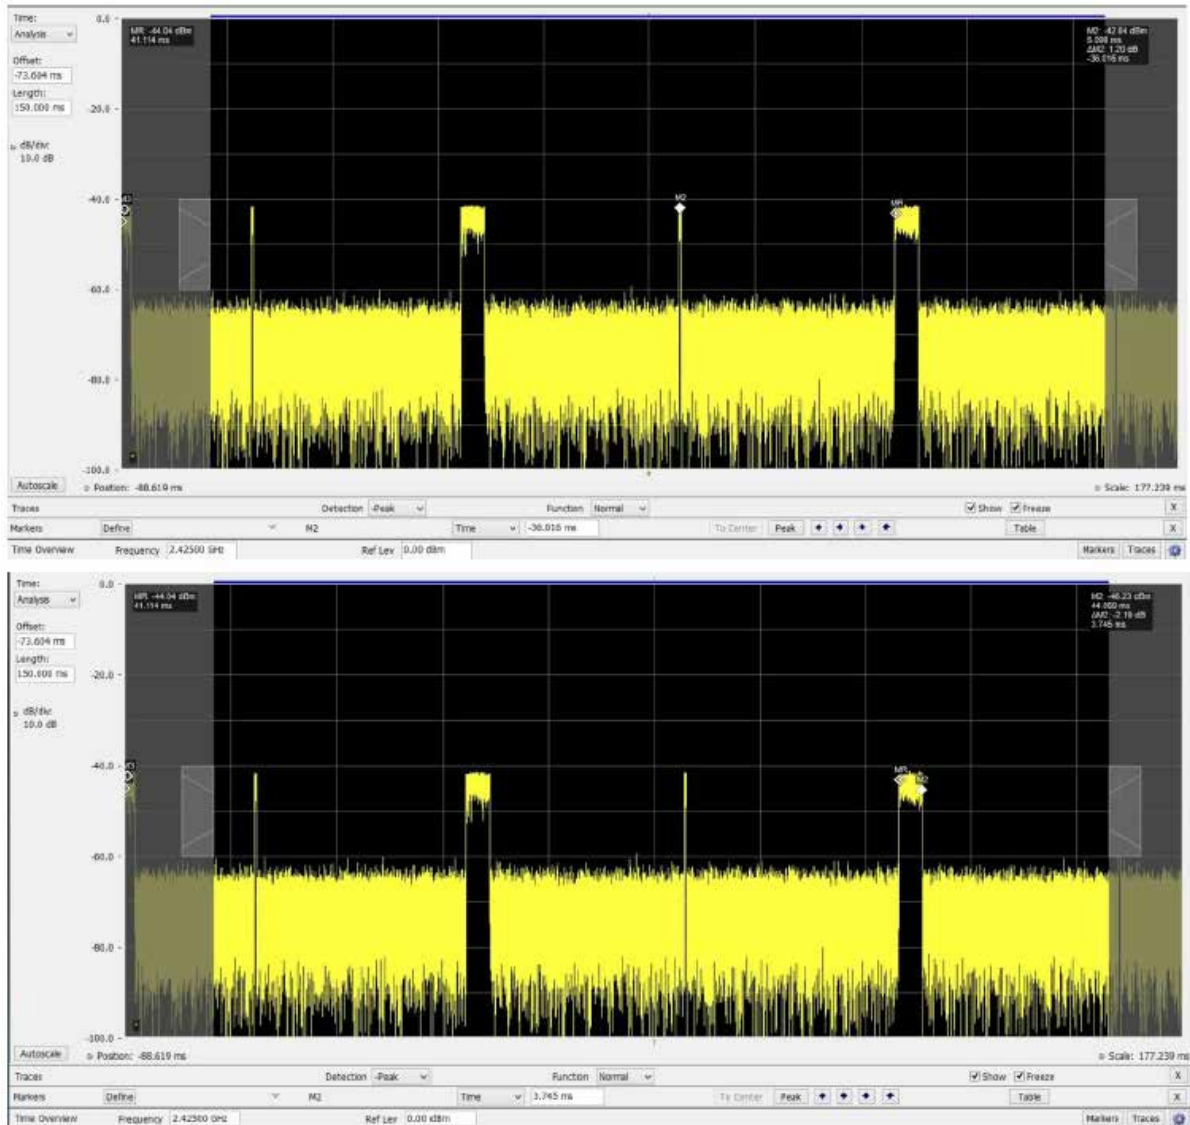 Time:
Analysis
Offset:
-73.604 ms
Length:
150.000 ms
dB/div:
10.0 dB
0.0
-20.0
-40.0
-60.0
-80.0
-100.0
MR: -44.04 dBm
41.114 ms
M2: -42.84 dBm
5.098 ms
ΔM2: 1.20 dB
-36.016 ms
M2
MR
Autoscale
Position: -88.619 ms
Scale: 177.239 ms
Traces
Detection -Peak
Function Normal
Show
Freeze
X
Markers
Define
M2
Time
-36.016 ms
To Center
Peak
Table
X
Time Overview
Frequency 2.42500 GHz
Ref Lev 0.00 dBm
Markers
Traces
Time:
Analysis
Offset:
-73.604 ms
Length:
150.000 ms
dB/div:
10.0 dB
0.0
-20.0
-40.0
-60.0
-80.0
-100.0
MR: -44.04 dBm
41.114 ms
M2: -46.23 dBm
ΔM2: -2.19 dB
3.745 ms
MR
M2
Autoscale
Position: -88.619 ms
Scale: 177.239 ms
Traces
Detection -Peak
Function Normal
Show
Freeze
X
Markers
Define
M2
Time
3.745 ms
To Center
Peak
Table
X
Time Overview
Frequency 2.42500 GHz
Ref Lev 0.00 dBm
Markers
Traces